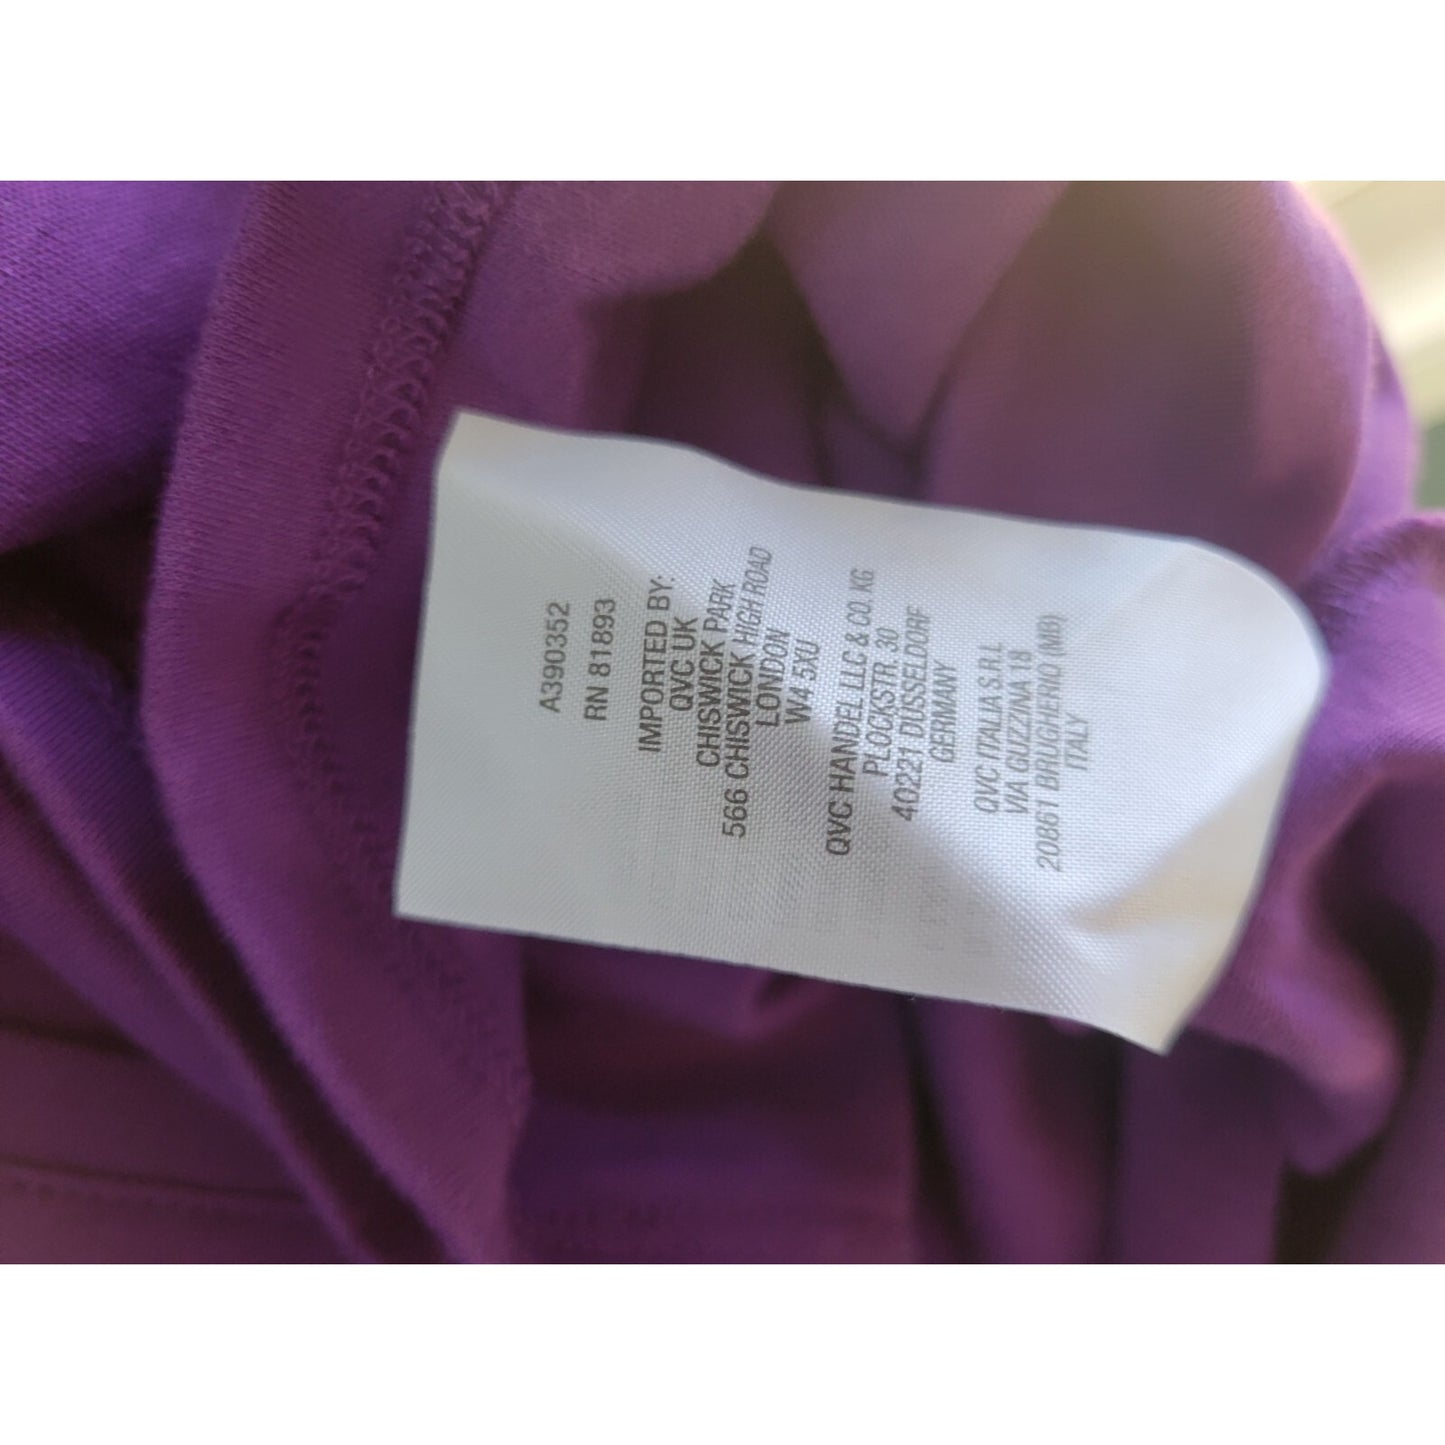 A390352
RN 81893
IMPORTED BY:
QVC UK
CHISWICK PARK
566 CHISWICK HIGH ROAD
LONDON
W4 5XU
QVC HANDEL LLC & CO. KG
PLOCKSTR. 30
40221 DUSSELDORF
GERMANY
QVC ITALIA S.R.L
VIA GUZZINA 18
20861 BRUGHERIO (MB)
ITALY